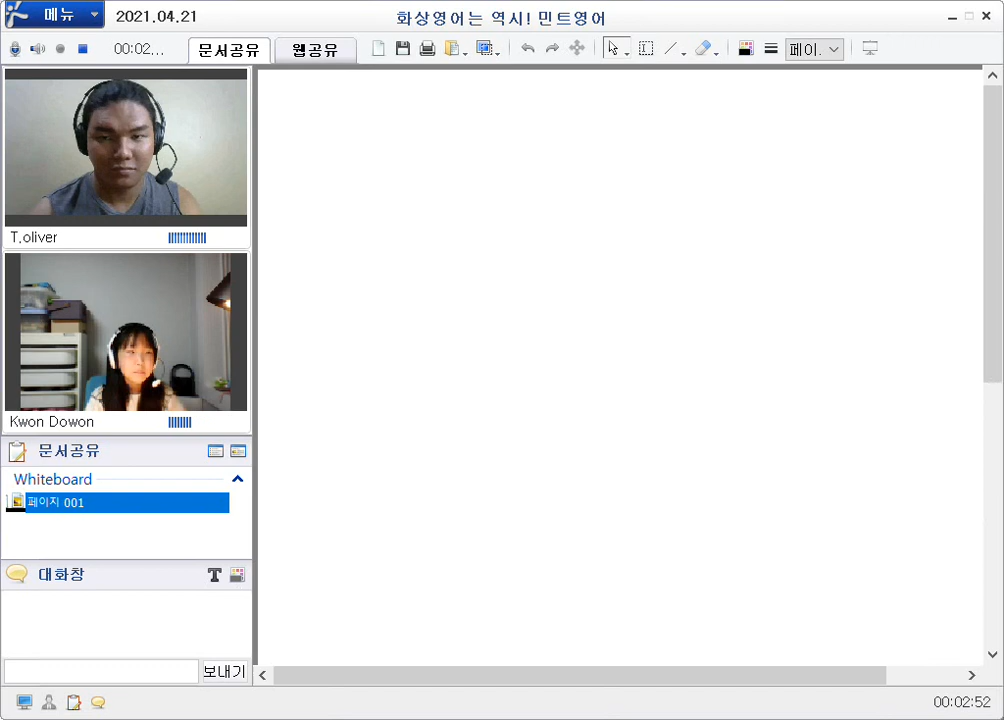 메뉴
2021.04.21
화상영어는 역시! 민트영어
00:02...
문서공유
웹공유
페이.
T.oliver
Kwon Dowon
문서공유
Whiteboard
페이지 001
대화창
T
보내기
00:02:52